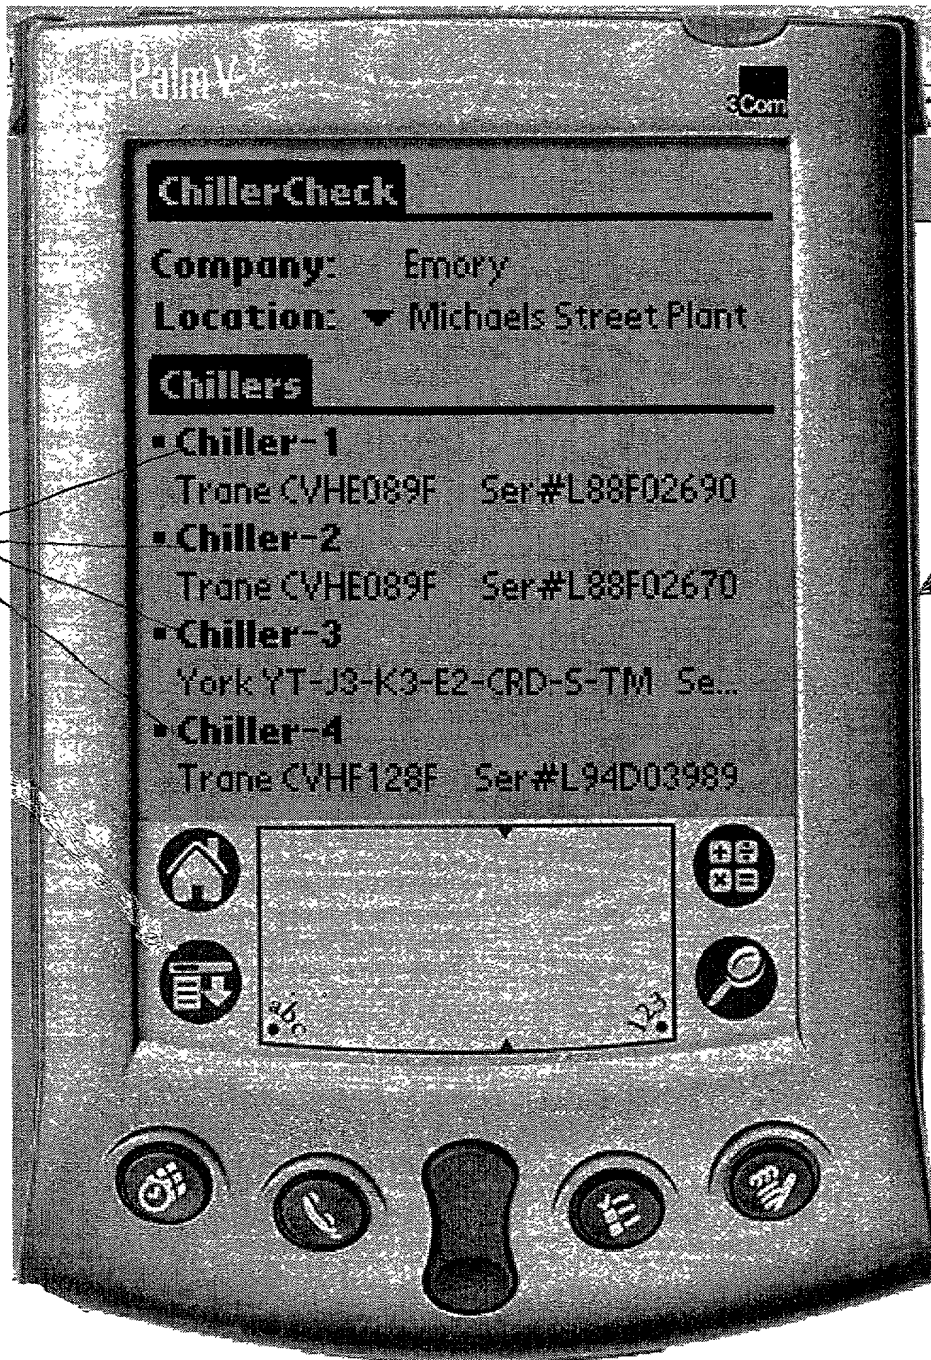 PalmV
3Com
ChillerCheck
Company: Emory
Location: Michaels Street Plant
Chillers
Chiller-1
Trane CVHE089F Ser#L88F02690
Chiller-2
Trane CVHE089F Ser#L88F02670
Chiller-3
York YT-J3-K3-E2-CRD-S-TM Se...
Chiller-4
Trane CVHF128F Ser#L94D03989
abc 123